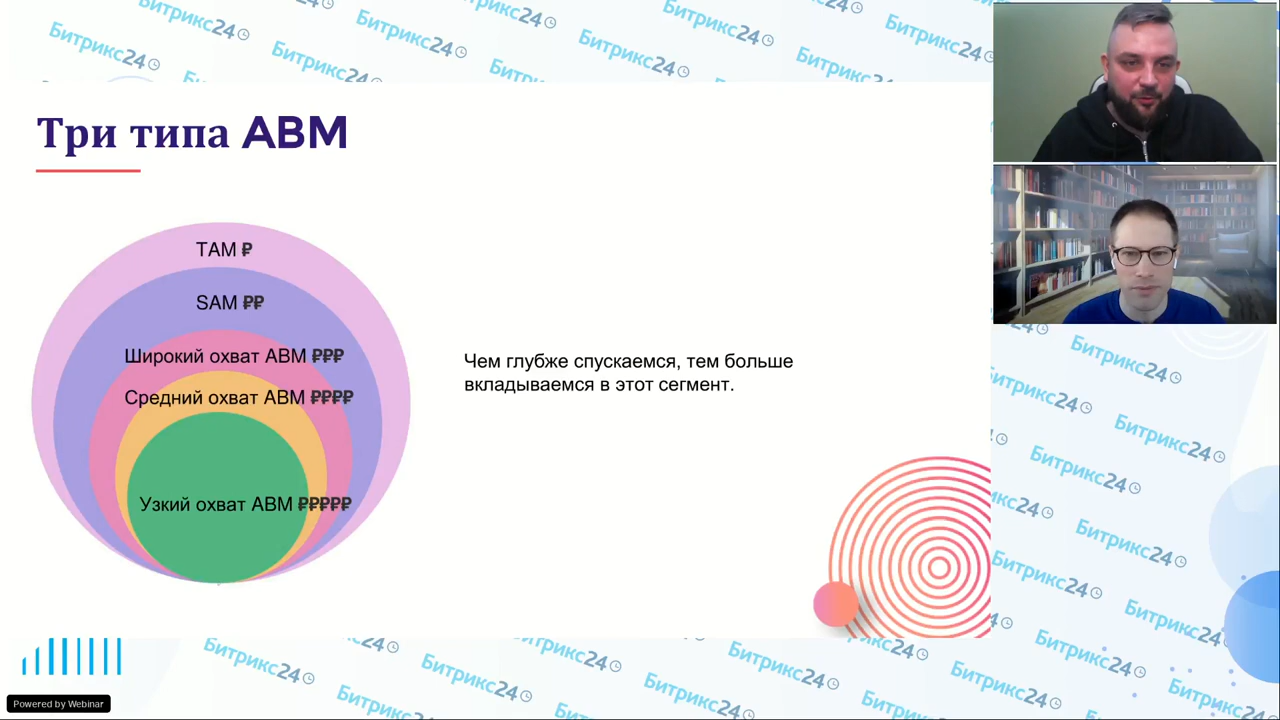 Три типа ABM
TAM ₽
SAM ₽₽
Широкий охват ABM ₽₽₽
Средний охват ABM ₽₽₽₽
Узкий охват ABM ₽₽₽₽₽
Чем глубже спускаемся, тем больше
вкладываемся в этот сегмент.
Битрикс24
Powered by Webinar